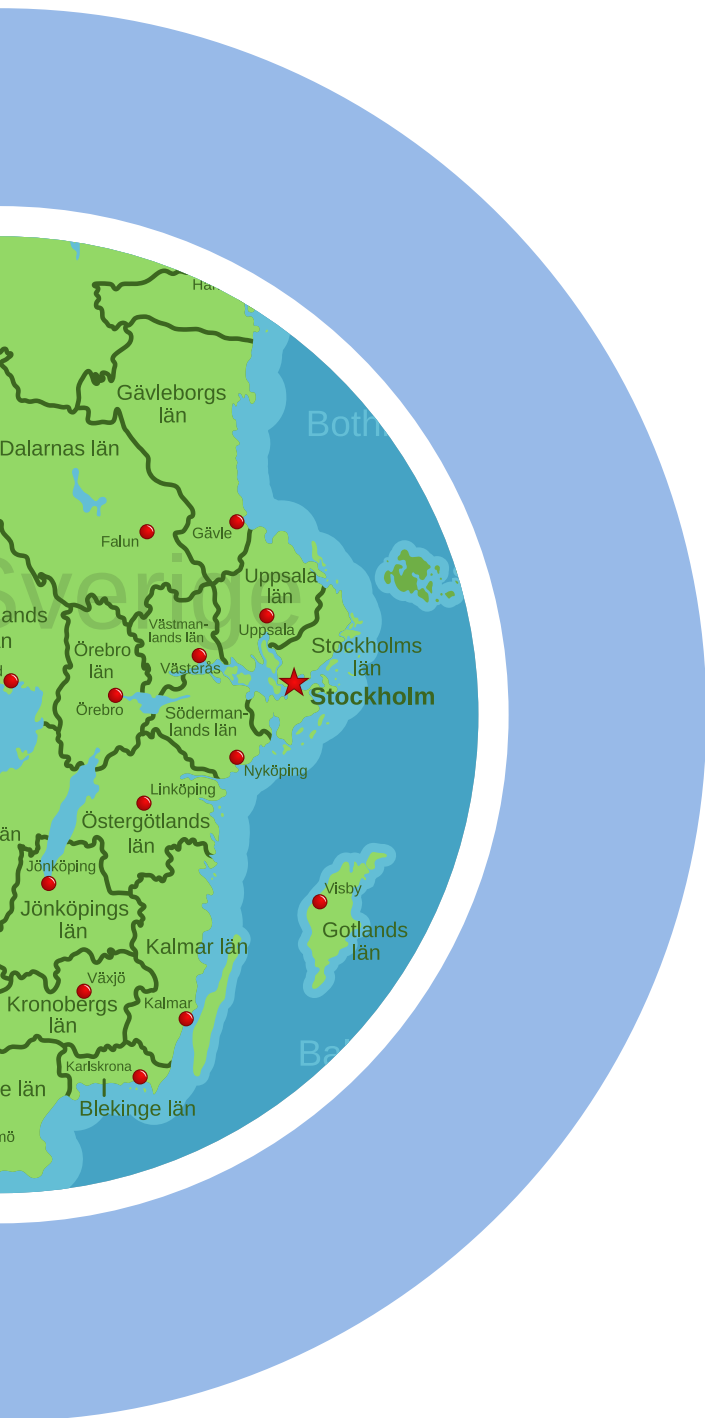 Gävleborgs
län
Dalarnas län
Falun
Gävle
Sverige
Uppsala
län
Uppsala
Västman-
lands län
Västerås
Örebro
län
Örebro
Stockholms
län
Stockholm
Söderman-
lands län
Nyköping
Linköping
Östergötlands
län
Jönköping
Jönköpings
län
Visby
Gotlands
län
Kalmar län
Växjö
Kronobergs
län
Kalmar
Karlskrona
Blekinge län
län